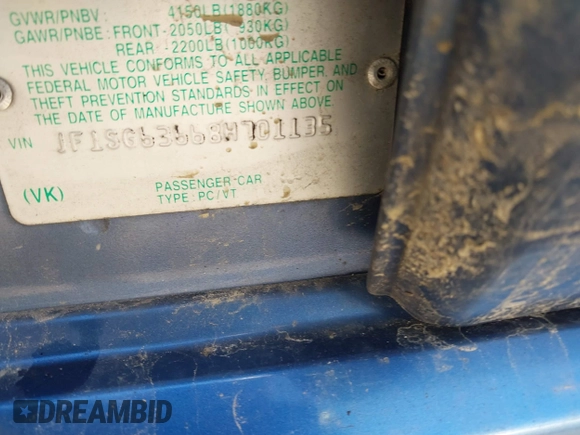 GVWR/PNBV 4150LB(1880KG)
GAWR/PNBE: FRONT-2050LB( 930KG)
REAR -2200LB(1000KG)
THIS VEHICLE CONFORMS TO ALL APPLICABLE
FEDERAL MOTOR VEHICLE SAFETY, BUMPER, AND
THEFT PREVENTION STANDARDS IN EFFECT ON
THE DATE OF MANUFACTURE SHOWN ABOVE.
VIN JF1SG63668H701135
PASSENGER-CAR
(VK) TYPE:PC/VT
DREAMBID